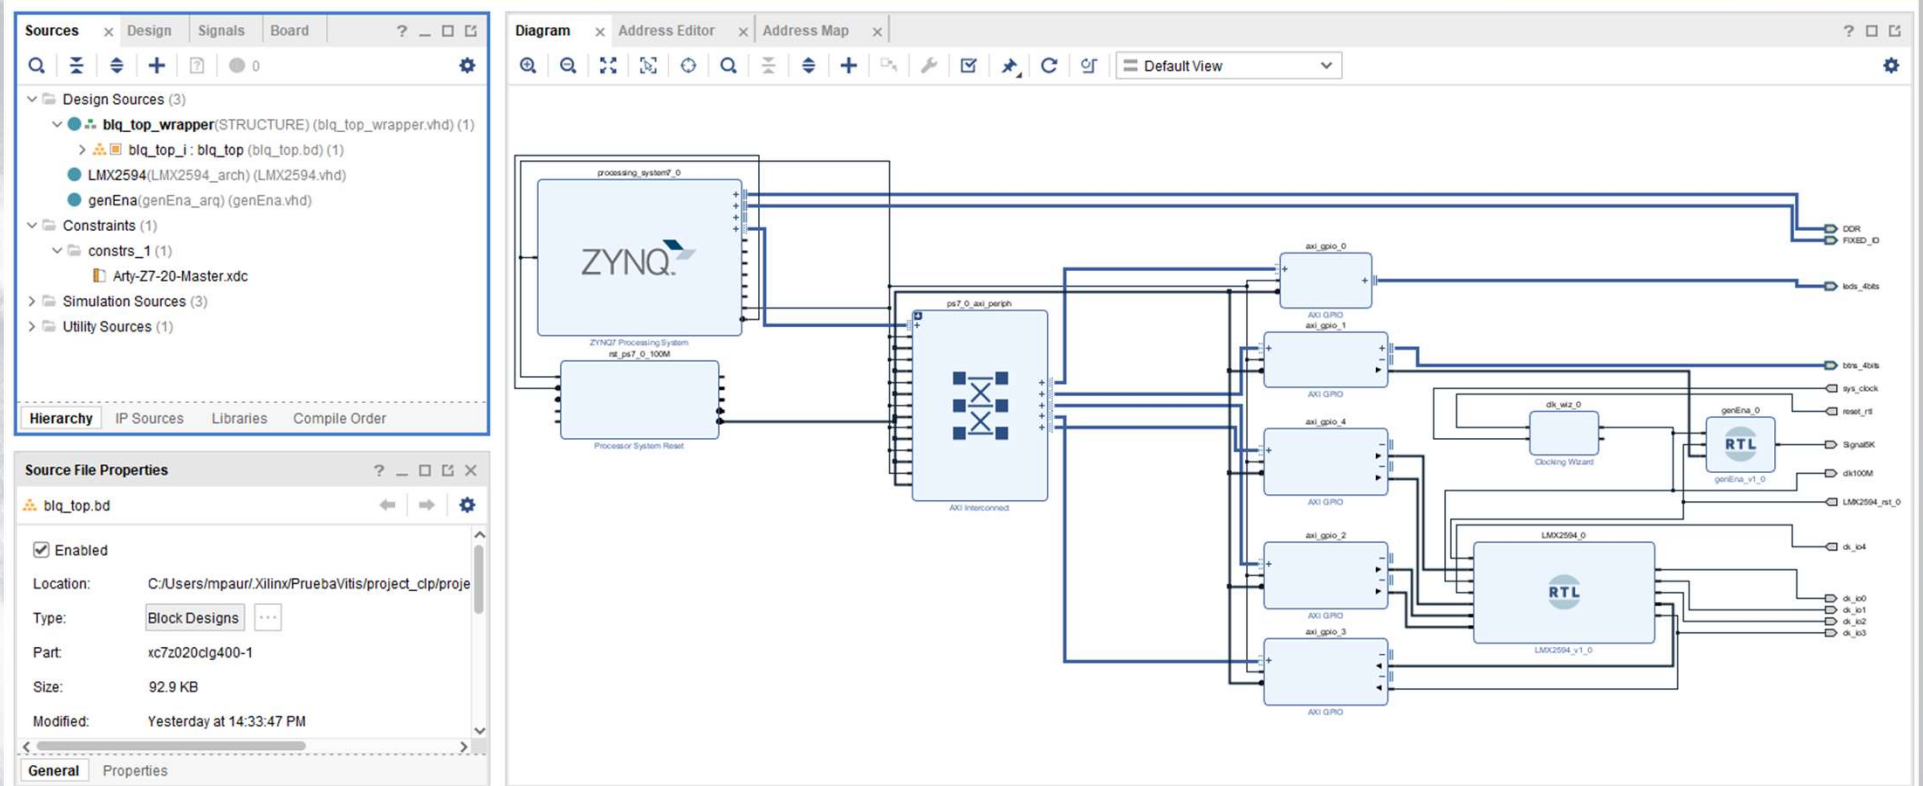 Sources
Design
Signals
Board
0
Design Sources (3)
blq_top_wrapper(STRUCTURE) (blq_top_wrapper.vhd) (1)
blq_top_i : blq_top (blq_top.bd) (1)
LMX2594(LMX2594_arch) (LMX2594.vhd)
genEna(genEna_arq) (genEna.vhd)
Constraints (1)
constrs_1 (1)
Arty-Z7-20-Master.xdc
Simulation Sources (3)
Utility Sources (1)
Hierarchy
IP Sources
Libraries
Compile Order
Source File Properties
blq_top.bd
Enabled
Location: C:/Users/mpaur/.Xilinx/PruebaVitis/project_clp/proje
Type: Block Designs
Part: xc7z020clg400-1
Size: 92.9 KB
Modified: Yesterday at 14:33:47 PM
General
Properties
Diagram
Address Editor
Address Map
Default View
processing_system7_0
ZYNQ
ZYNQ7 Processing System
rst_ps7_0_100M
Processor System Reset
ps7_0_axi_periph
AXI Interconnect
axi_gpio_0
AXI GPIO
axi_gpio_1
AXI GPIO
axi_gpio_4
AXI GPIO
axi_gpio_2
AXI GPIO
axi_gpio_3
AXI GPIO
clk_wiz_0
Clocking Wizard
genEna_0
RTL
genEna_v1_0
LMX2594_0
RTL
LMX2594_v1_0
DDR
FIXED_IO
leds_4bits
btns_4bits
sys_clock
reset_rtl
Signal5K
clk100M
LMX2594_rst_0
ck_io4
ck_io0
ck_io1
ck_io2
ck_io3